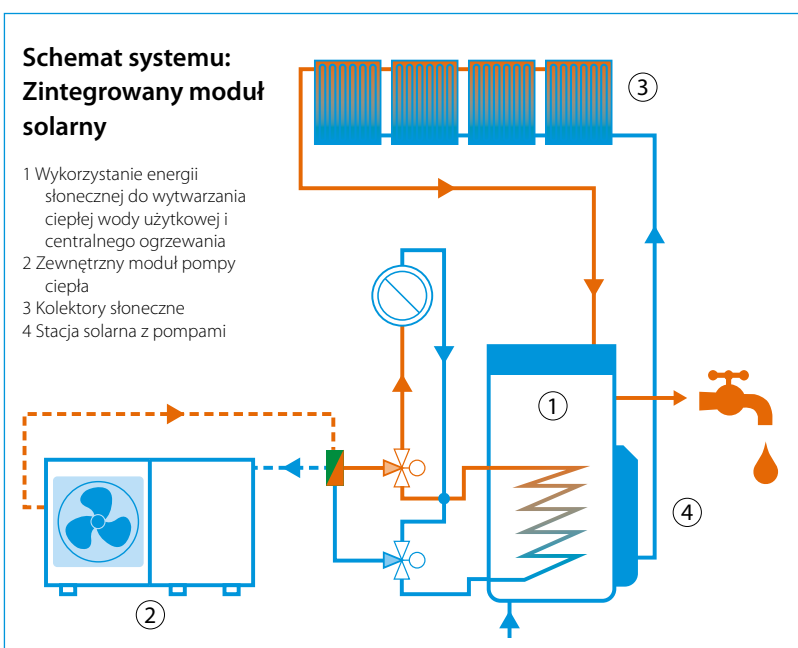 Schemat systemu:
Zintegrowany moduł
solarny
1 Wykorzystanie energii
słonecznej do wytwarzania
ciepłej wody użytkowej i
centralnego ogrzewania
2 Zewnętrzny moduł pompy
ciepła
3 Kolektory słoneczne
4 Stacja solarna z pompami
3
1
4
2